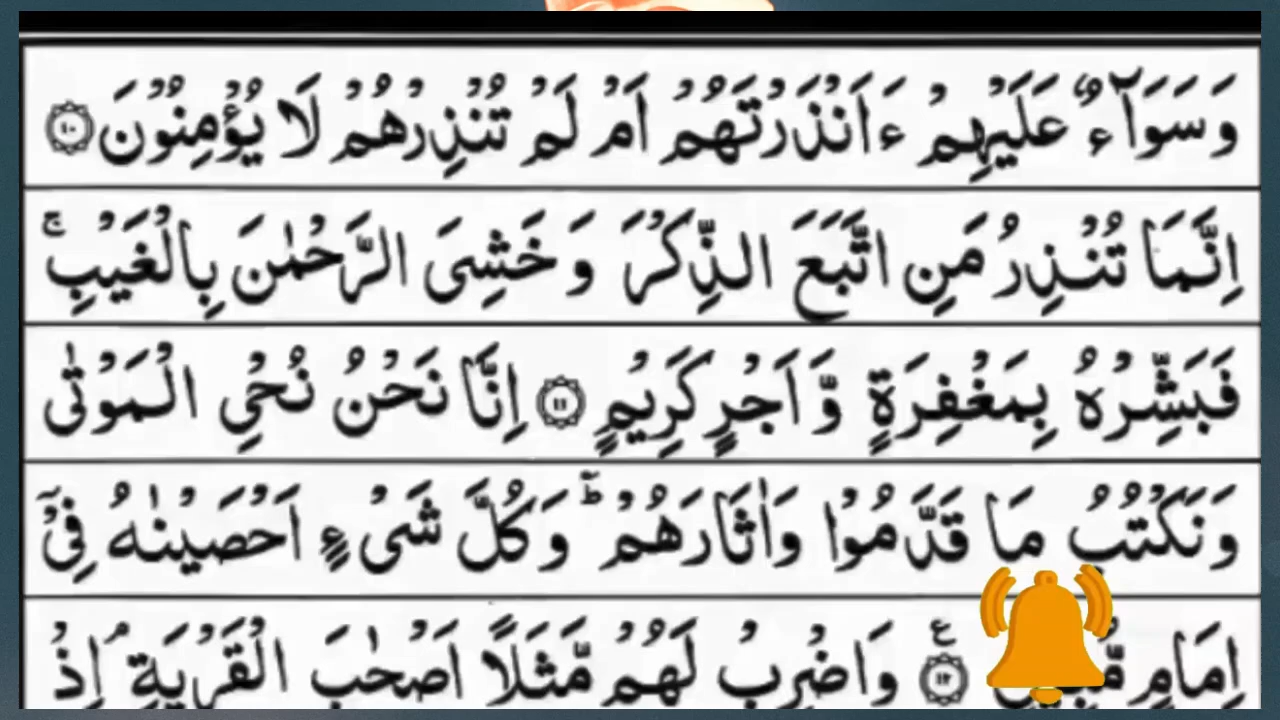 وَسَوَآءٌ عَلَيْهِمْ ءَاَنْذَرْتَهُمْ اَمْ لَمْ تُنْذِرْهُمْ لَا يُؤْمِنُوْنَ ۝۱۰
اِنَّمَا تُنْذِرُ مَنِ اتَّبَعَ الذِّكْرَ وَ خَشِىَ الرَّحْمٰنَ بِالْغَيْبِ ۚ
فَبَشِّرْهُ بِمَغْفِرَةٍ وَّ اَجْرٍ كَرِيْمٍ ۝۱۱ اِنَّا نَحْنُ نُحْىِ الْمَوْتٰى
وَنَكْتُبُ مَا قَدَّمُوْا وَاٰثَارَهُمْ ؕ وَكُلَّ شَىْءٍ اَحْصَيْنٰهُ فِىْۤ
اِمَامٍ ۝۱۲ ع وَاضْرِبْ لَهُمْ مَّثَلًا اَصْحٰبَ الْقَرْيَةِ ۘ اِذْ